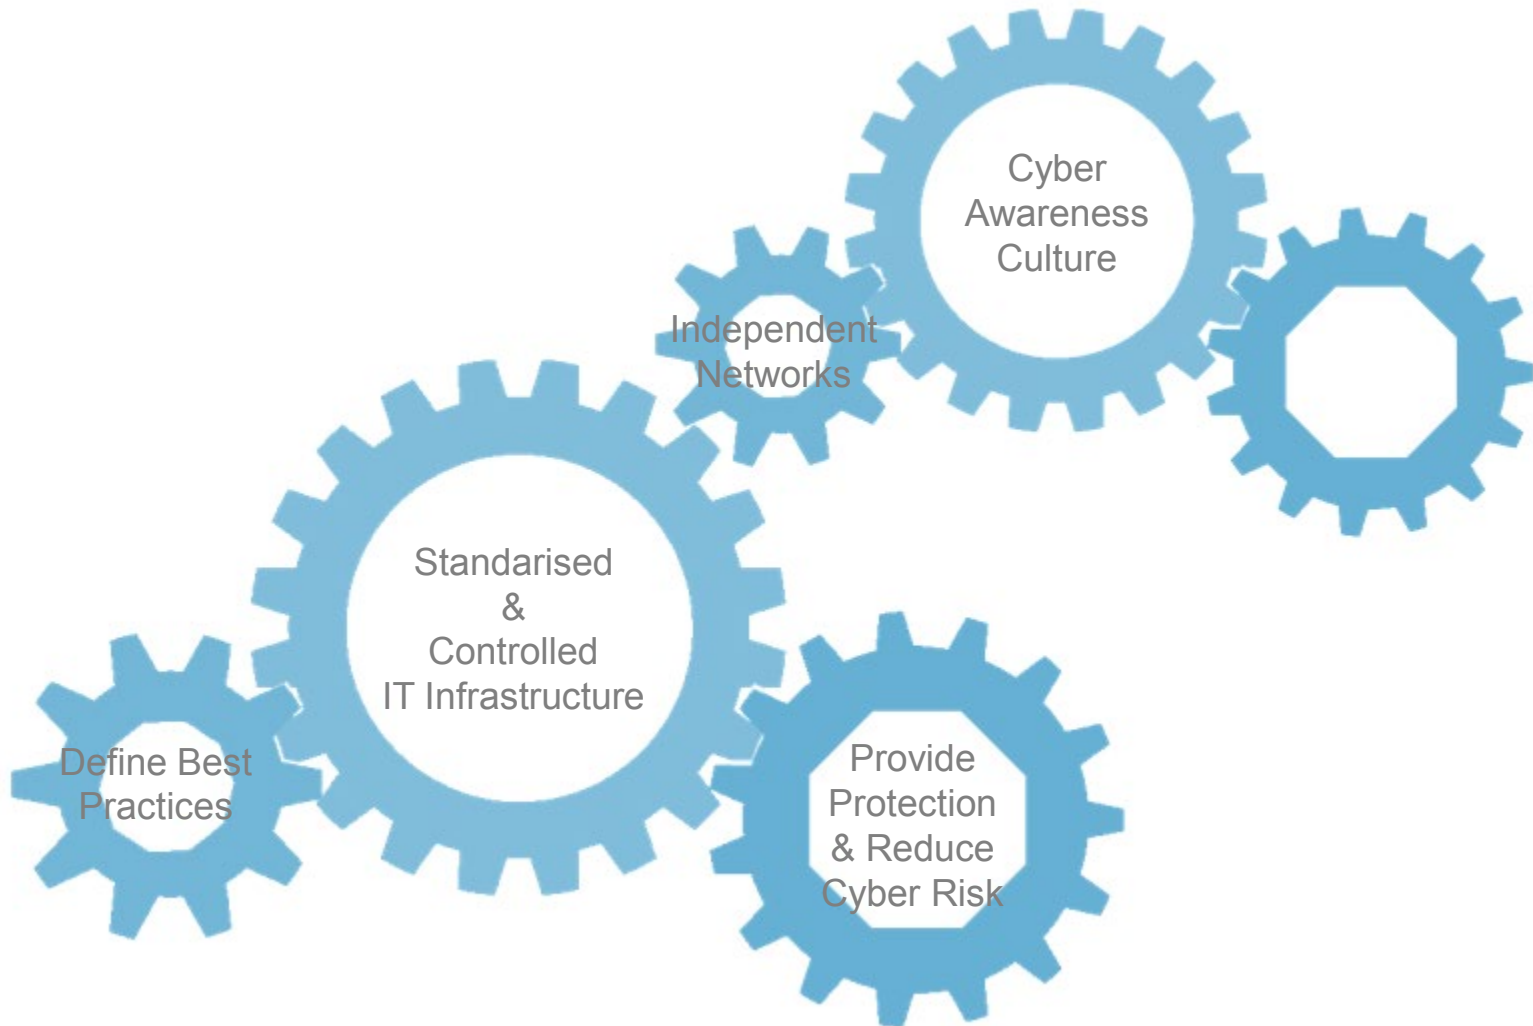 Cyber
Awareness
Culture
Independent
Networks
Standarised
&
Controlled
IT Infrastructure
Define Best
Practices
Provide
Protection
& Reduce
Cyber Risk